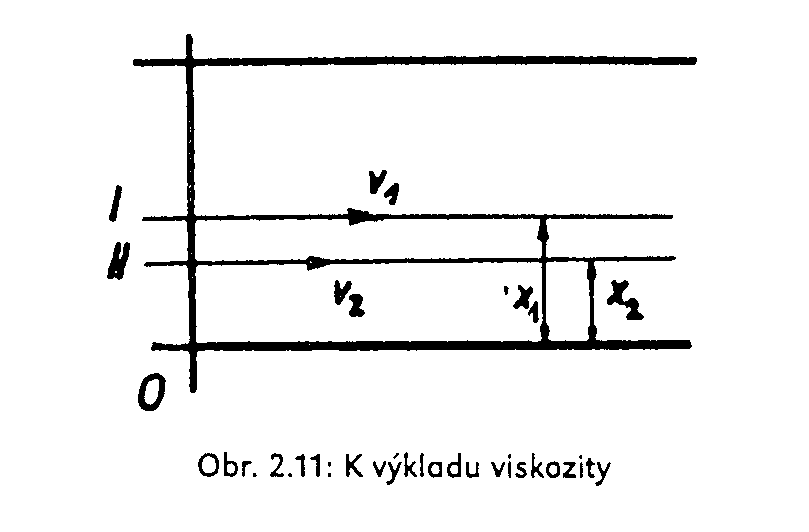 I
v₁
II
v₂
x₁
x₂
O
Obr. 2.11: K výkladu viskozity